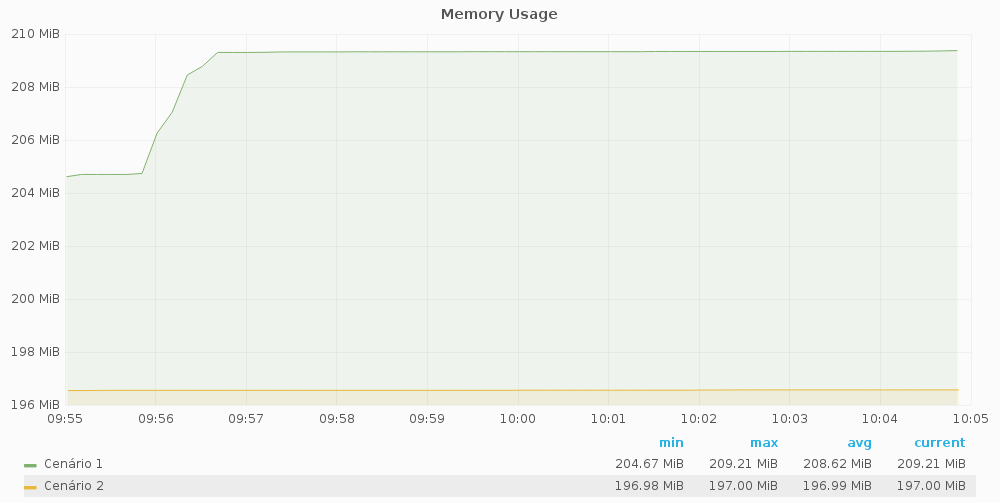 Memory Usage
210 MiB
208 MiB
206 MiB
204 MiB
202 MiB
200 MiB
198 MiB
196 MiB
09:55 09:56 09:57 09:58 09:59 10:00 10:01 10:02 10:03 10:04 10:05
min max avg current
Cenário 1 204.67 MiB 209.21 MiB 208.62 MiB 209.21 MiB
Cenário 2 196.98 MiB 197.00 MiB 196.99 MiB 197.00 MiB